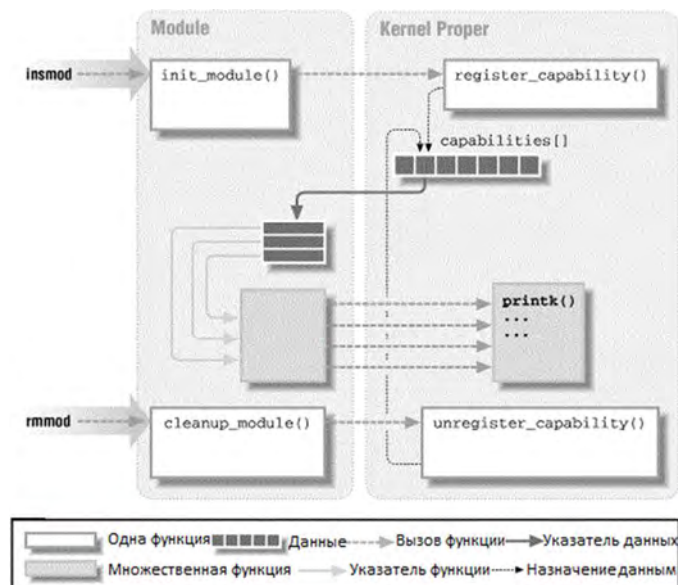 Module
Kernel Proper
insmod
init_module()
register_capability()
capabilities[]
printk()
...
...
rmmod
cleanup_module()
unregister_capability()
Одна функция
Данные
Вызов функции
Указатель данных
Множественная функция
Указатель функции
Назначение данным